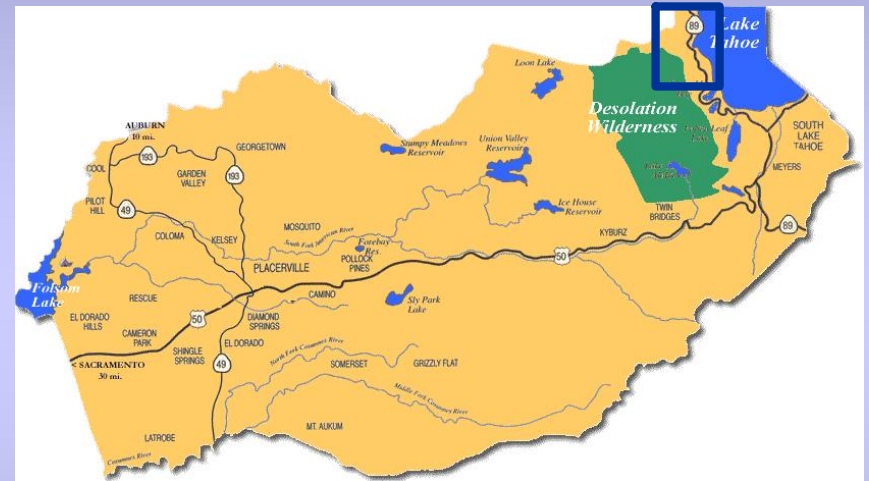 89
Lake
Tahoe
Loon Lake
Desolation
Wilderness
AUBURN
10 mi.
GEORGETOWN
Stumpy Meadows
Reservoir
Union Valley
Reservoir
Leaf
Lake
SOUTH
LAKE
TAHOE
193
COOL
GARDEN
VALLEY
193
MEYERS
Lake
PILOT
HILL
49
Ice House
Reservoir
TWIN
BRIDGES
MOSQUITO
COLOMA
KELSEY
South Fork American River
Forebay
Res.
KYBURZ
89
PLACERVILLE
POLLOCK
PINES
50
Folsom
Lake
RESCUE
CAMINO
Sly Park
Lake
EL DORADO
HILLS
50
DIAMOND
SPRINGS
CAMERON
PARK
EL DORADO
SHINGLE
SPRINGS
49
North Fork Cosumnes River
< SACRAMENTO
30 mi.
SOMERSET
GRIZZLY FLAT
Middle Fork Cosumnes River
MT. AUKUM
LATROBE
Cosumnes River